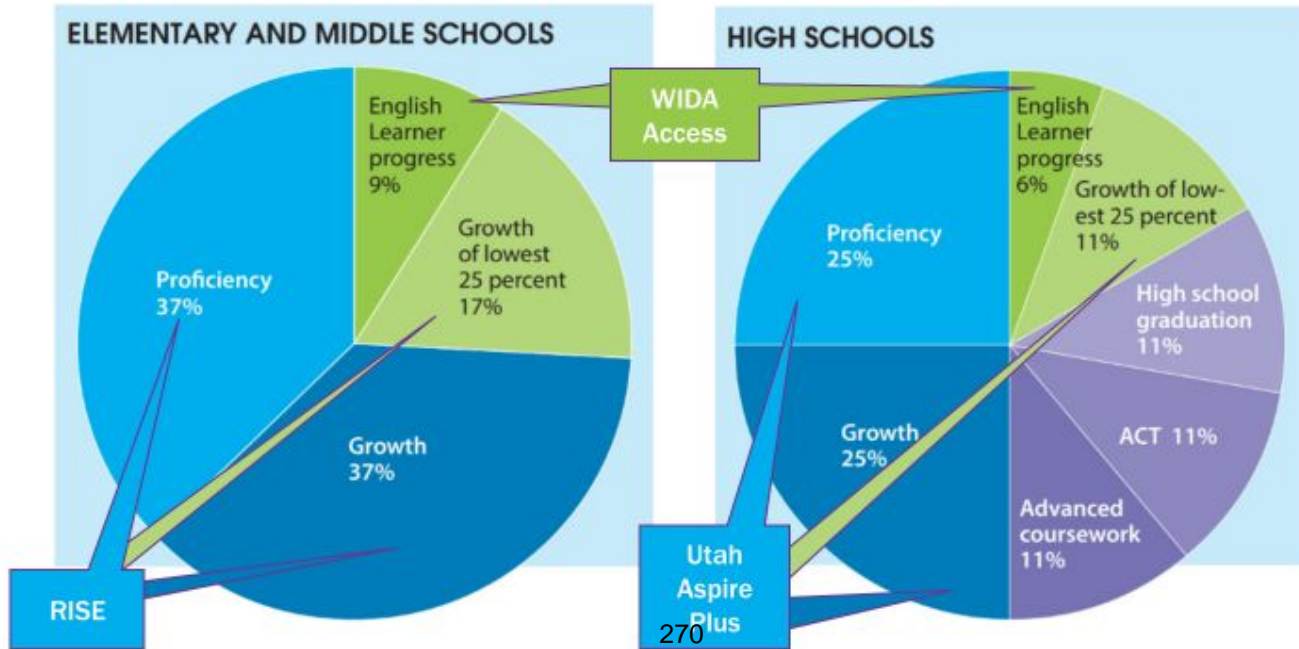 ELEMENTARY AND MIDDLE SCHOOLS
English
Learner
progress
9%
Growth
of lowest
25 percent
17%
Proficiency
37%
Growth
37%
RISE
WIDA
Access
HIGH SCHOOLS
English
Learner
progress
6%
Growth of low-
est 25 percent
11%
Proficiency
25%
High school
graduation
11%
ACT 11%
Growth
25%
Advanced
coursework
11%
Utah
Aspire
Plus
270